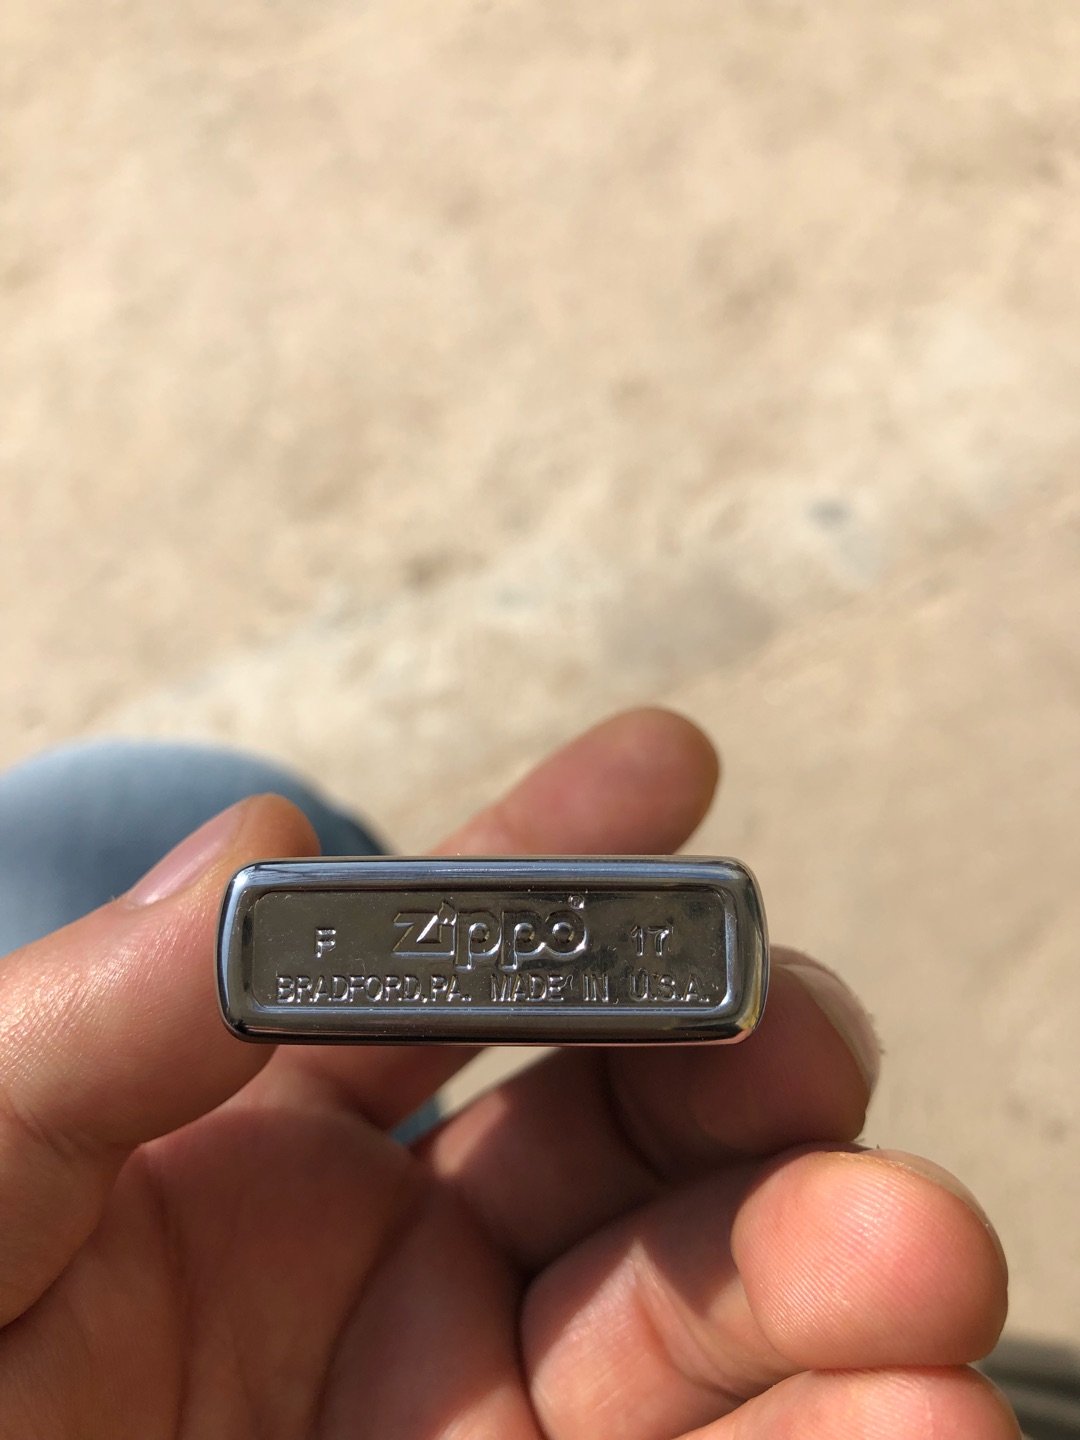 F zippo® 17
BRADFORD, PA. MADE IN U.S.A.